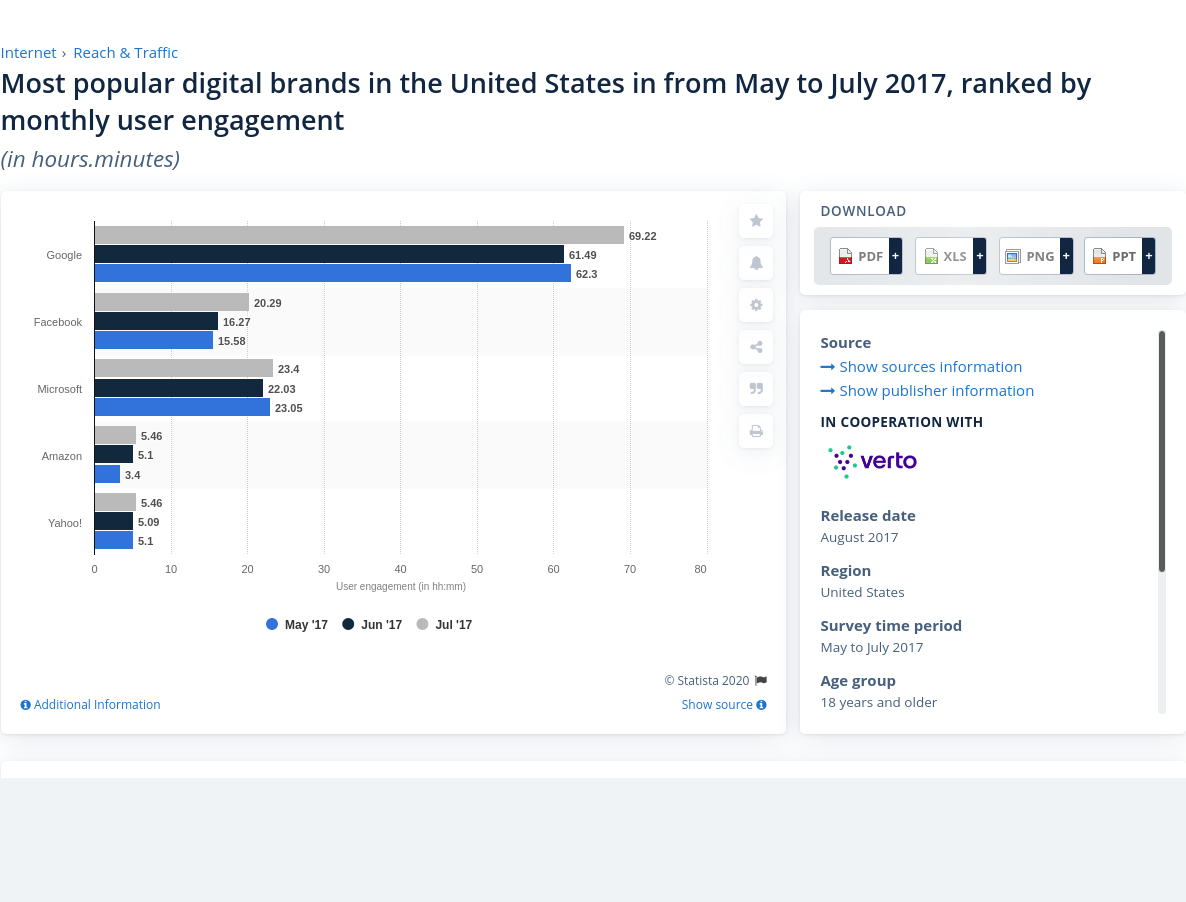 Internet › Reach & Traffic
Most popular digital brands in the United States in from May to July 2017, ranked by
monthly user engagement
(in hours.minutes)
Google
69.22
61.49
62.3
Facebook
20.29
16.27
15.58
Microsoft
23.4
22.03
23.05
Amazon
5.46
5.1
3.4
Yahoo!
5.46
5.09
5.1
0 10 20 30 40 50 60 70 80
User engagement (in hh:mm)
May '17 Jun '17 Jul '17
© Statista 2020
Additional Information
Show source
DOWNLOAD
PDF + XLS + PNG + PPT +
Source
Show sources information
Show publisher information
IN COOPERATION WITH
verto
Release date
August 2017
Region
United States
Survey time period
May to July 2017
Age group
18 years and older